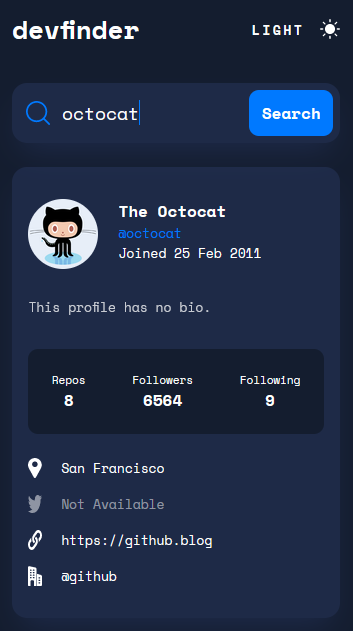 devfinder
LIGHT
octocat
Search
The Octocat
@octocat
Joined 25 Feb 2011
This profile has no bio.
Repos Followers Following
8 6564 9
San Francisco
Not Available
https://github.blog
@github